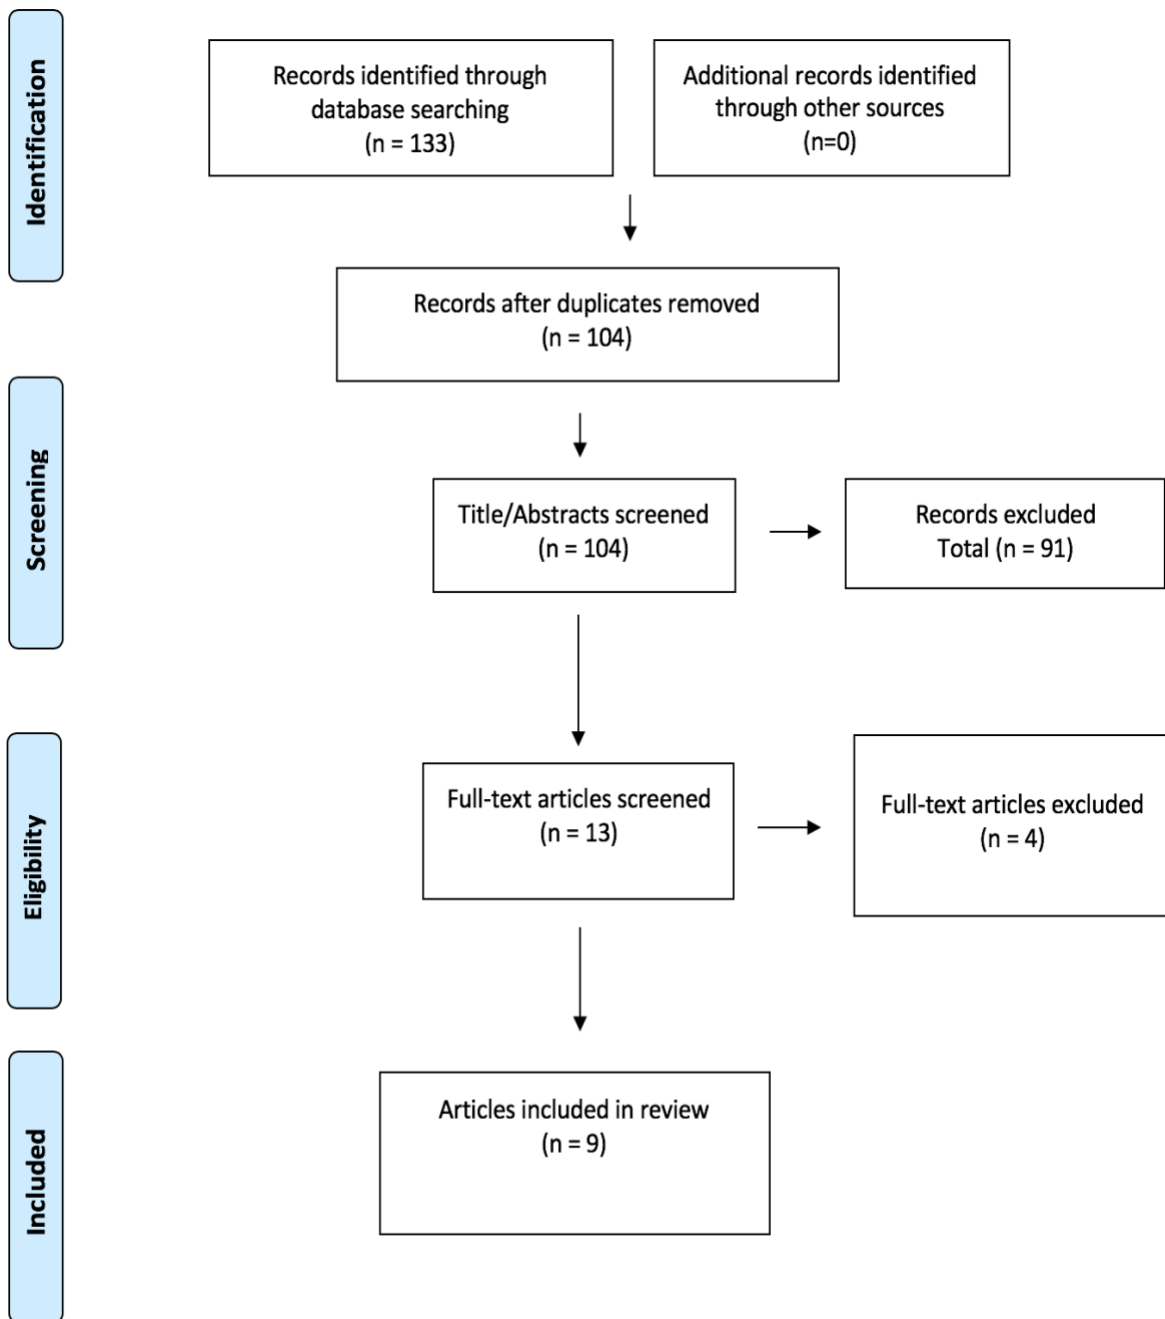 Identification
Records identified through
database searching
(n = 133)
Additional records identified
through other sources
(n=0)
Records after duplicates removed
(n = 104)
Screening
Title/Abstracts screened
(n = 104)
Records excluded
Total (n = 91)
Eligibility
Full-text articles screened
(n = 13)
Full-text articles excluded
(n = 4)
Included
Articles included in review
(n = 9)